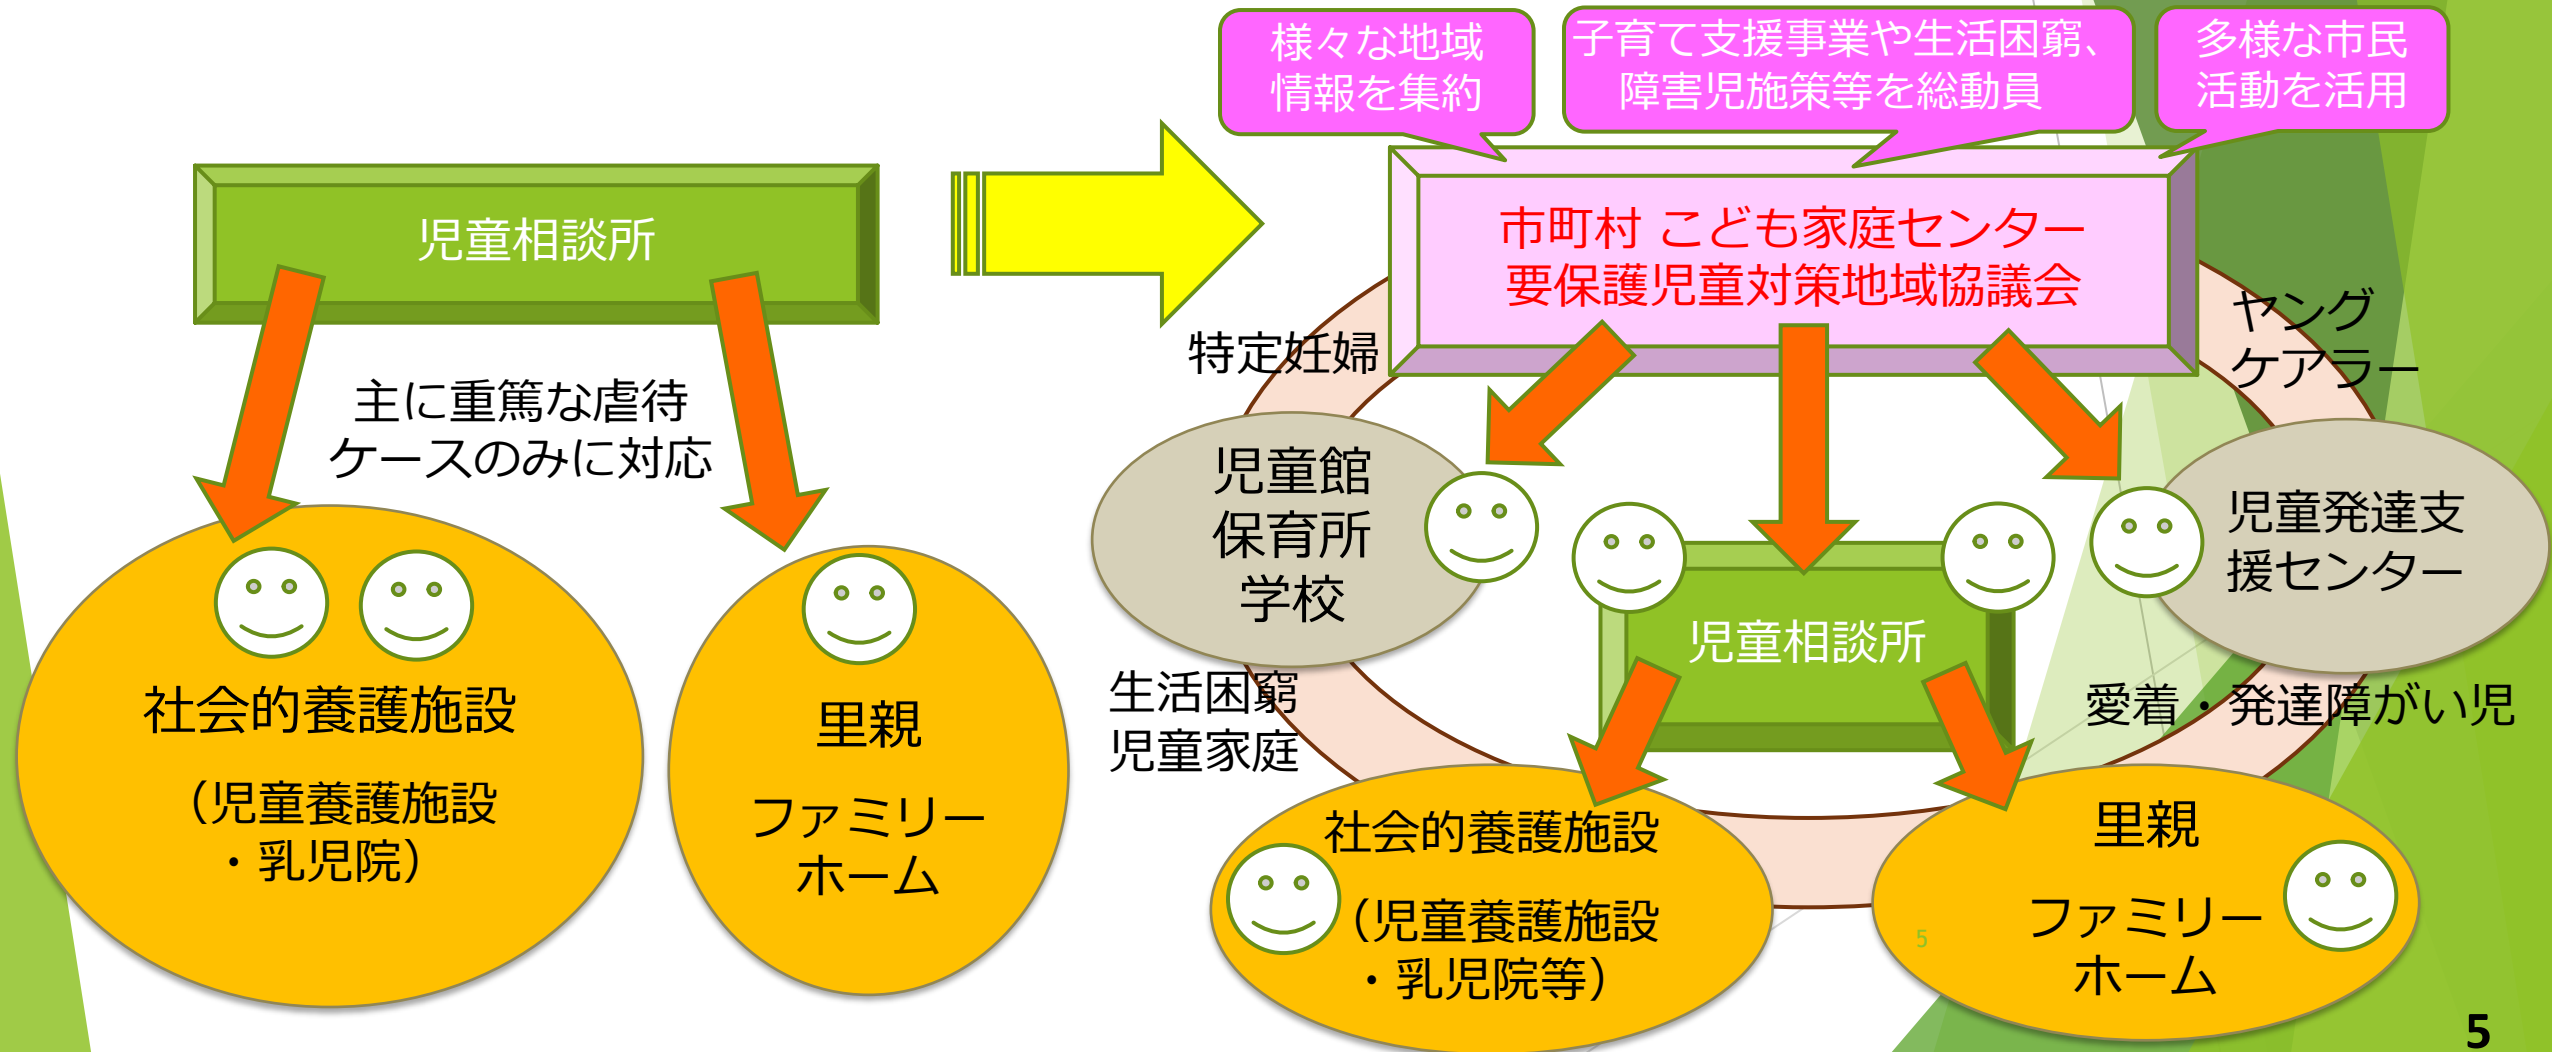 児童相談所
主に重篤な虐待
ケースのみに対応
社会的養護施設
（児童養護施設
・乳児院）
里親
ファミリー
ホーム
様々な地域
情報を集約
子育て支援事業や生活困窮、
障害児施策等を総動員
多様な市民
活動を活用
市町村 こども家庭センター
要保護児童対策地域協議会
特定妊婦
ヤング
ケアラー
児童館
保育所
学校
児童発達支
援センター
児童相談所
生活困窮
児童家庭
愛着・発達障がい児
社会的養護施設
（児童養護施設
・乳児院等）
里親
ファミリー
ホーム
5
5